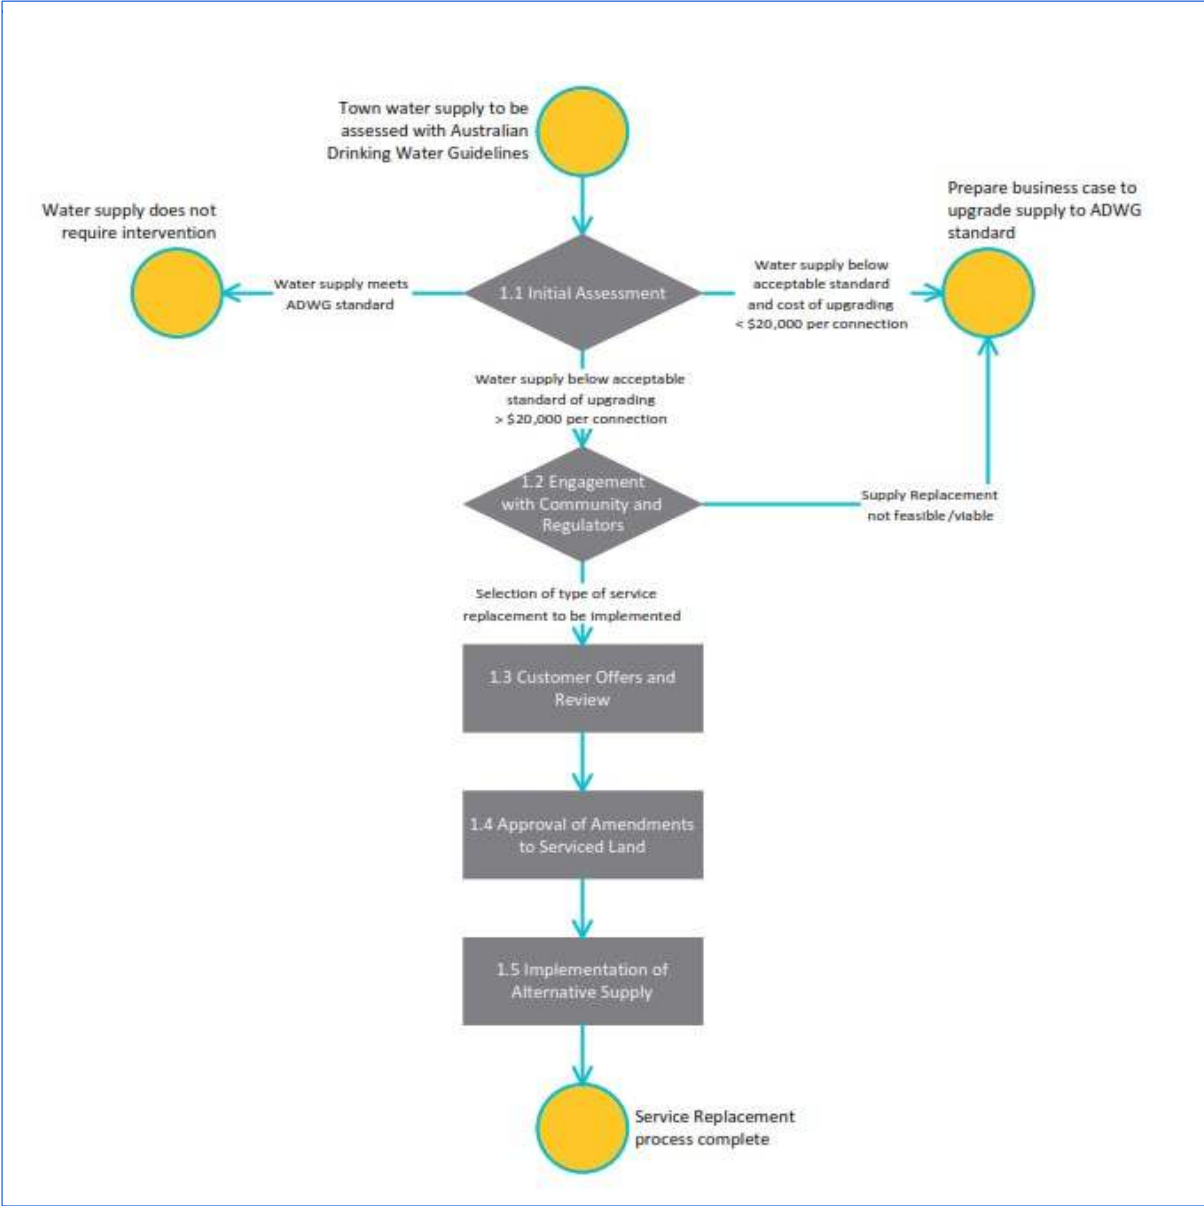 Town water supply to be
assessed with Australian
Drinking Water Guidelines
Water supply does not
require intervention
Prepare business case to
upgrade supply to ADWG
standard
Water supply meets
ADWG standard
1.1 Initial Assessment
Water supply below
acceptable standard
and cost of upgrading
< $20,000 per connection
Water supply below acceptable
standard of upgrading
> $20,000 per connection
1.2 Engagement
with Community and
Regulators
Supply Replacement
not feasible/viable
Selection of type of service
replacement to be implemented
1.3 Customer Offers and
Review
1.4 Approval of Amendments
to Serviced Land
1.5 Implementation of
Alternative Supply
Service Replacement
process complete